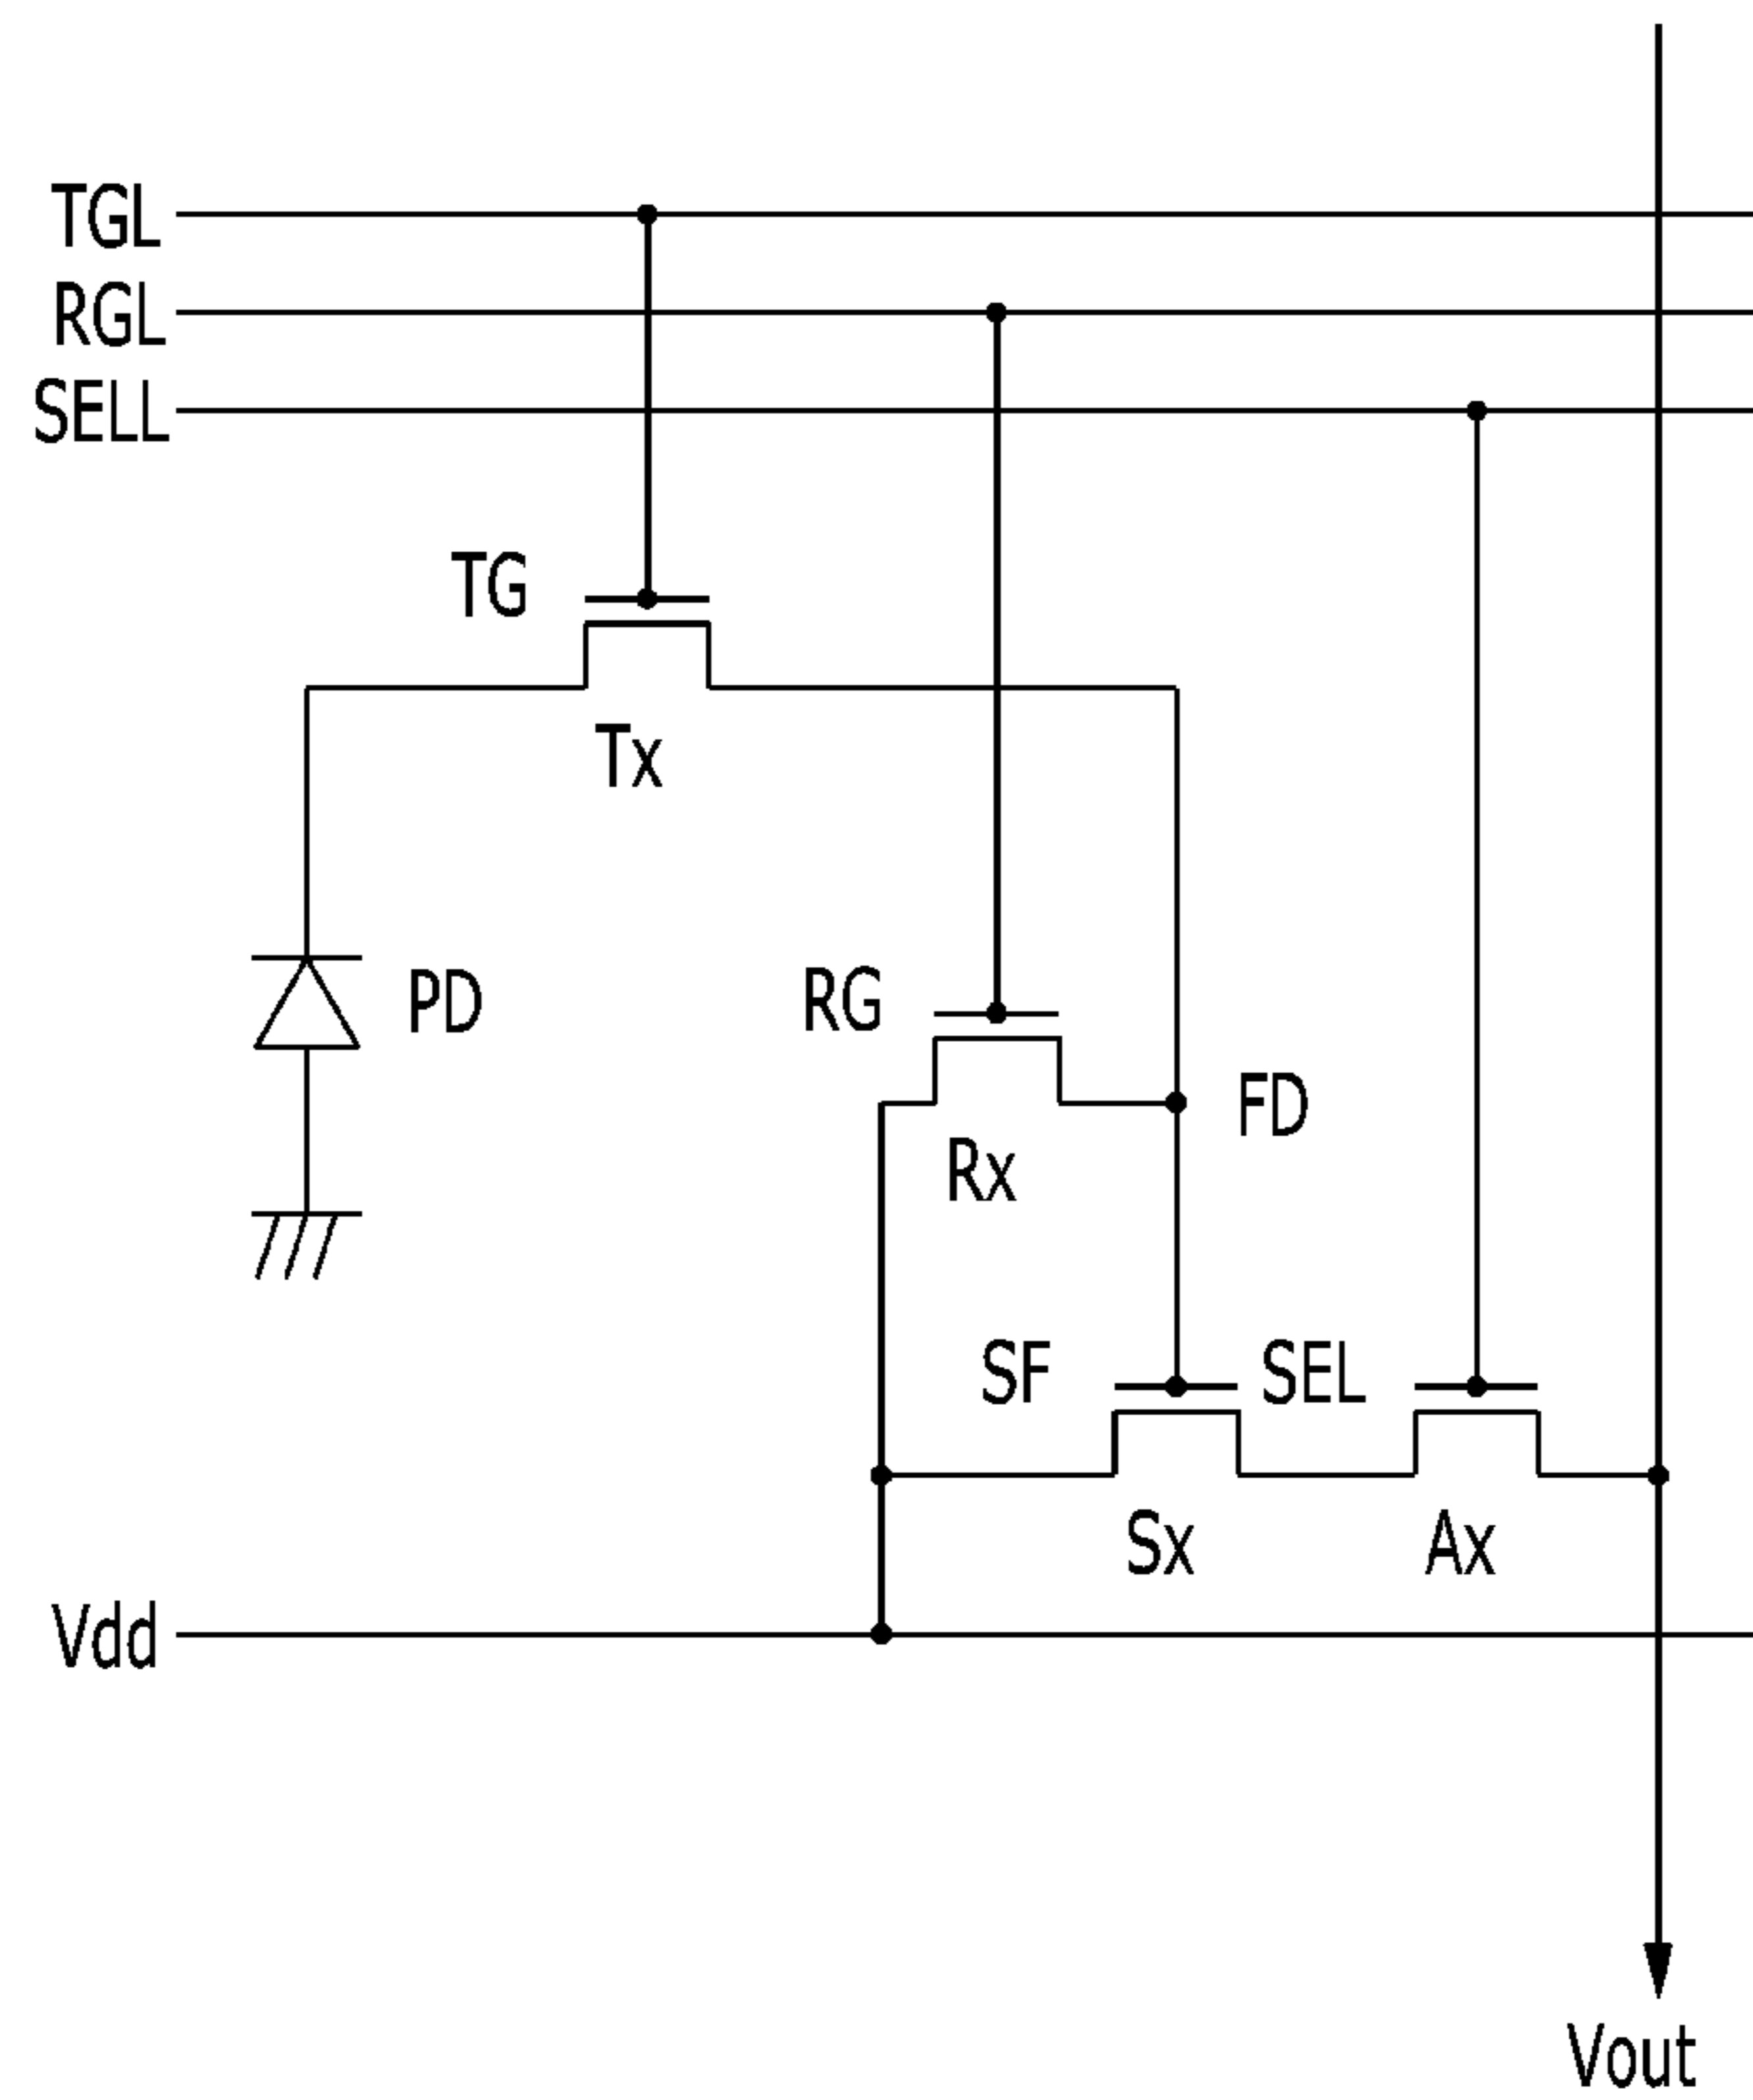 TGL
RGL
SELL
TG
Tx
PD
RG
FD
Rx
SF
SEL
Sx
Ax
Vdd
Vout